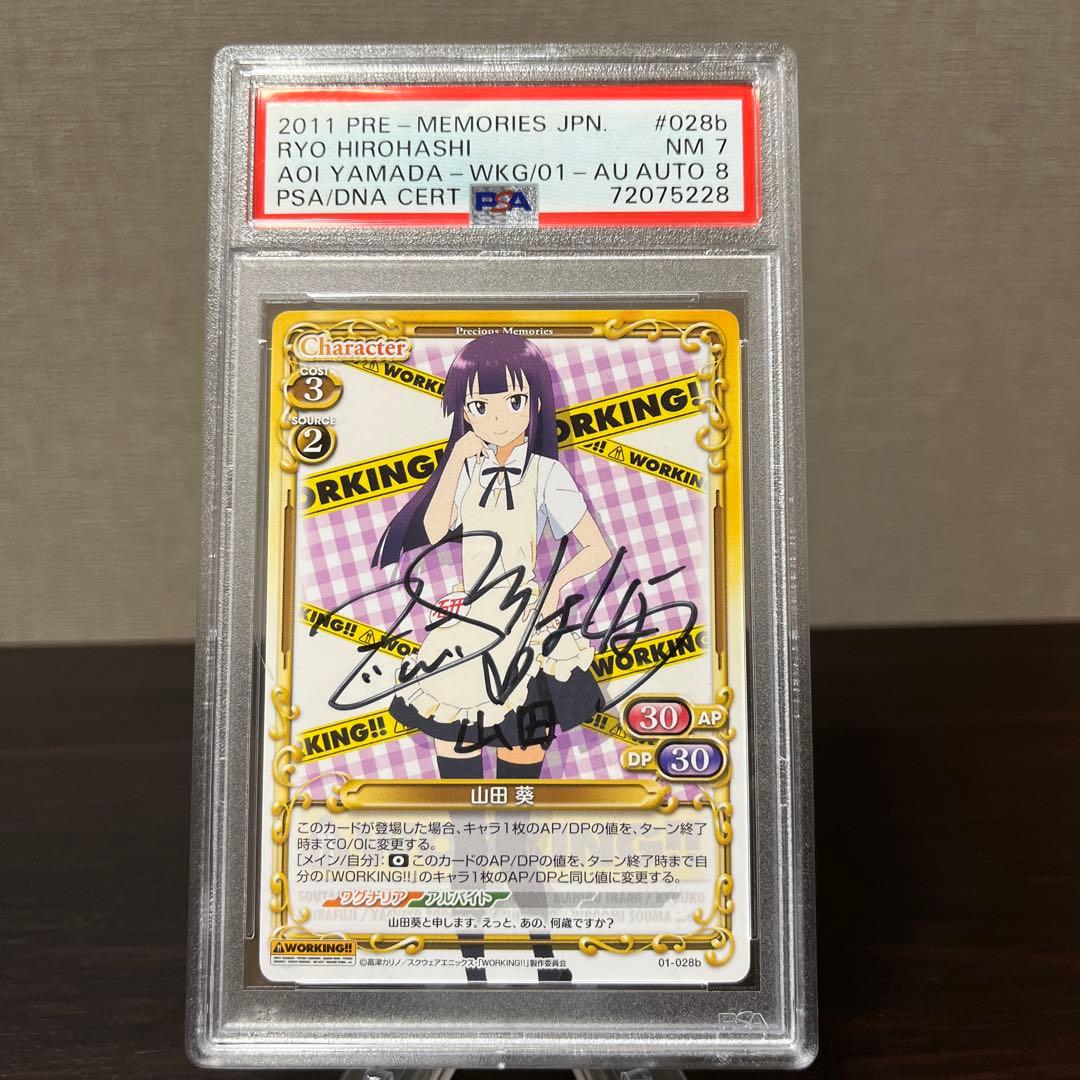 2011 PRE-MEMORIES JPN. #028b
RYO HIROHASHI NM 7
AOI YAMADA-WKG/01-AU AUTO 8
PSA/DNA CERT PSA 72075228
Precious Memories
Character
COST
3
WORKING!!
SOURCE
2
WORKING!!
WORKING!!
山田
30 AP
DP 30
山田 葵
このカードが登場した場合、キャラ1枚のAP/DPの値を、ターン終了
時まで0/0に変更する。
[メイン/自分]:0このカードのAP/DPの値を、ターン終了時まで自
分の『WORKING!!』のキャラ1枚のAP/DPと同じ値に変更する。
ワグナリア アルバイト
山田葵と申します。えっと、あの、何歳ですか?
WORKING!!
©高津カリノ/スクウェアエニックス・「WORKING!!」製作委員会 01-028b
PSA